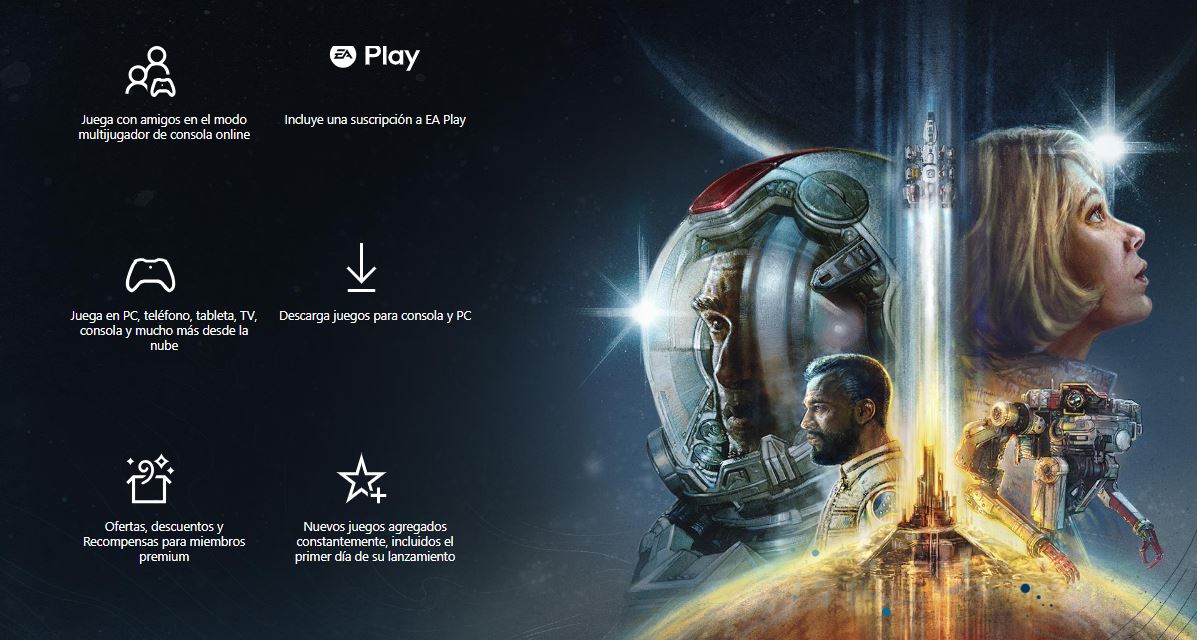 EA Play
Juega con amigos en el modo
multijugador de consola online
Incluye una suscripción a EA Play
Juega en PC, teléfono, tableta, TV,
consola y mucho más desde la
nube
Descarga juegos para consola y PC
Ofertas, descuentos y
Recompensas para miembros
premium
Nuevos juegos agregados
constantemente, incluidos el
primer día de su lanzamiento